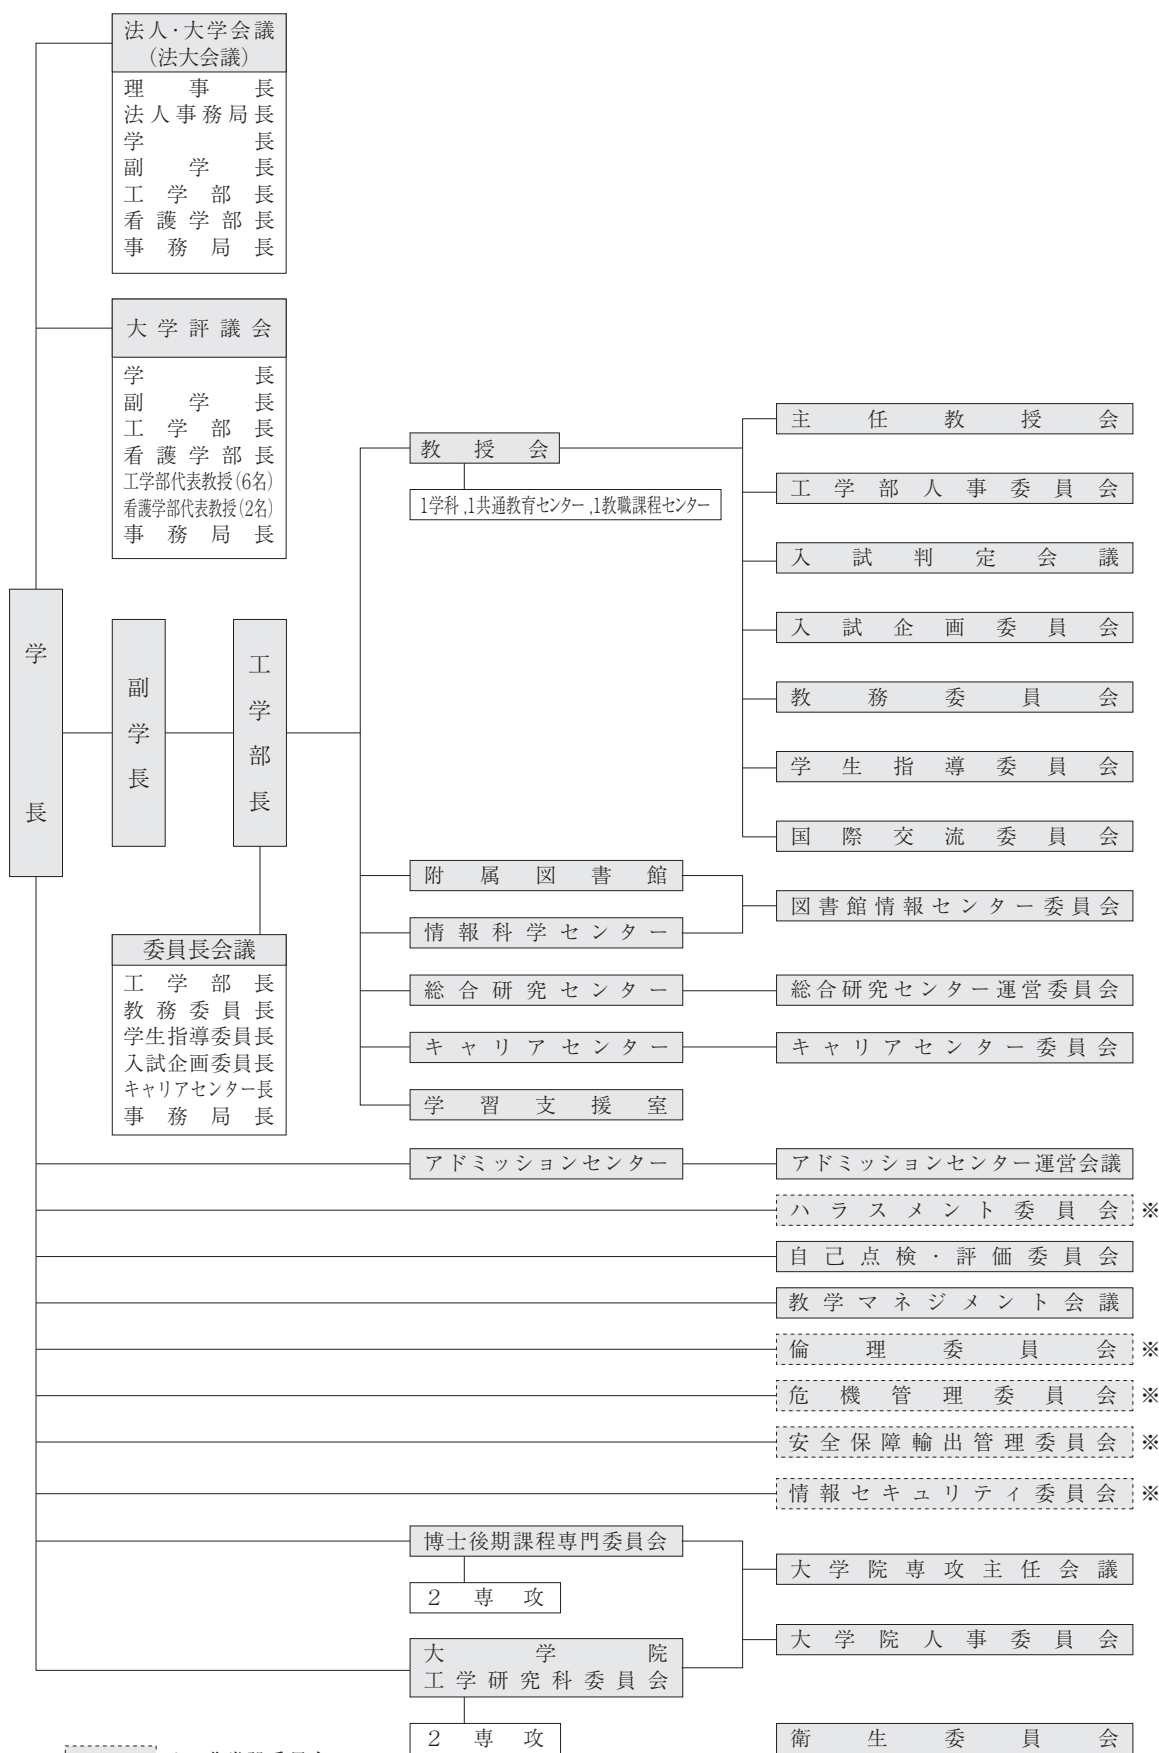 法人・大学会議
(法大会議)
理事長
法人事務局長
学長
副学長
工学部長
看護学部長
事務局長
大学評議会
学長
副学長
工学部長
看護学部長
工学部代表教授(6名)
看護学部代表教授(2名)
事務局長
学長
副学長
工学部長
委員長会議
工学部長
教務委員長
学生指導委員長
入試企画委員長
キャリアセンター長
事務局長
教授会
1学科,1共通教育センター,1教職課程センター
主任教授会
工学部人事委員会
入試判定会議
入試企画委員会
教務委員会
学生指導委員会
国際交流委員会
附属図書館
情報科学センター
図書館情報センター委員会
総合研究センター
総合研究センター運営委員会
キャリアセンター
キャリアセンター委員会
学習支援室
アドミッションセンター
アドミッションセンター運営会議
ハラスメント委員会 ※
自己点検・評価委員会
教学マネジメント会議
倫理委員会 ※
危機管理委員会 ※
安全保障輸出管理委員会 ※
情報セキュリティ委員会 ※
博士後期課程専門委員会
2専攻
大学院専攻主任会議
大学院人事委員会
大学院
工学研究科委員会
2専攻
衛生委員会